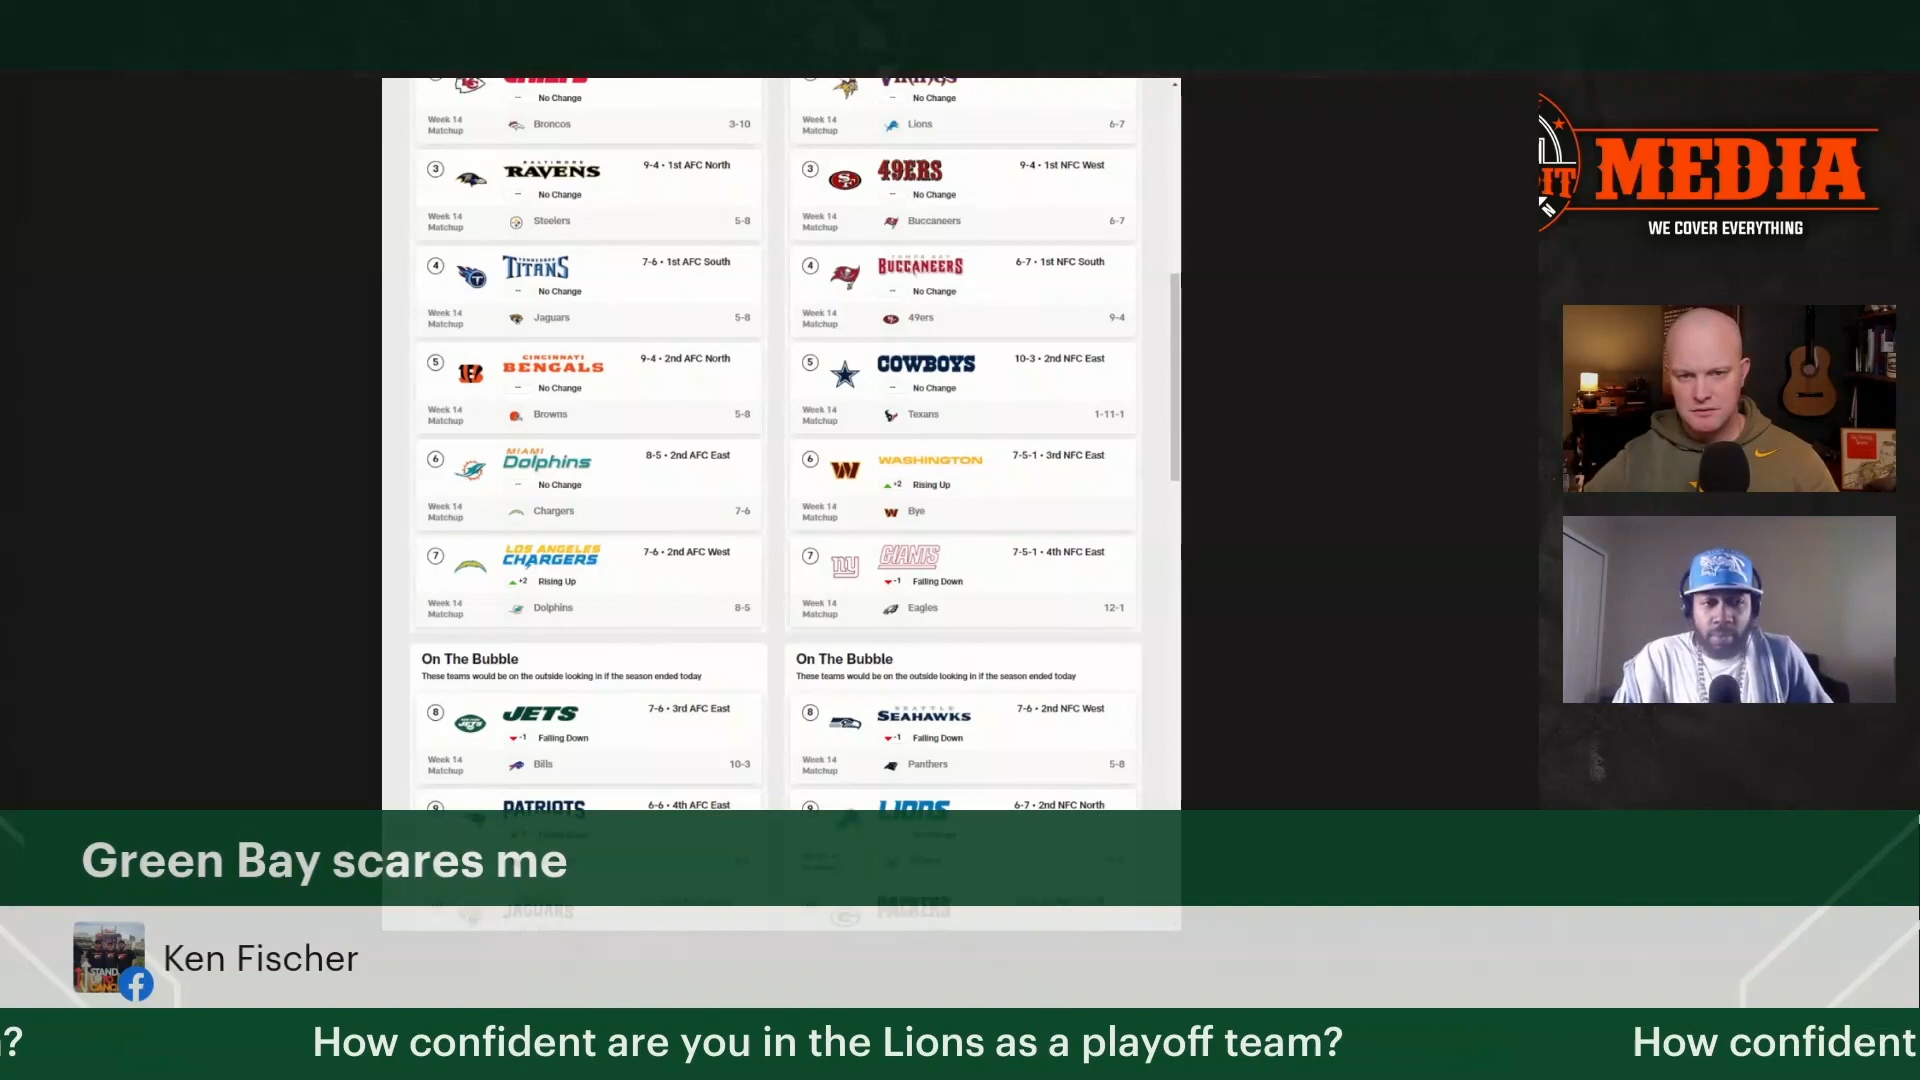 CHIEFS
-- No Change
Week 14 Matchup
Broncos 3-10
3 BALTIMORE RAVENS 9-4 • 1st AFC North
-- No Change
Week 14 Matchup
Steelers 5-8
4 TENNESSEE TITANS 7-6 • 1st AFC South
-- No Change
Week 14 Matchup
Jaguars 5-8
5 CINCINNATI BENGALS 9-4 • 2nd AFC North
-- No Change
Week 14 Matchup
Browns 5-8
6 MIAMI Dolphins 8-5 • 2nd AFC East
-- No Change
Week 14 Matchup
Chargers 7-6
7 LOS ANGELES CHARGERS 7-6 • 2nd AFC West
+2 Rising Up
Week 14 Matchup
Dolphins 8-5
On The Bubble
These teams would be on the outside looking in if the season ended today
8 JETS 7-6 • 3rd AFC East
-1 Falling Down
Week 14 Matchup
Bills 10-3
9 PATRIOTS 6-6 • 4th AFC East
JAGUARS
VIKINGS
-- No Change
Week 14 Matchup
Lions 6-7
3 49ERS 9-4 • 1st NFC West
-- No Change
Week 14 Matchup
Buccaneers 6-7
4 TAMPA BAY BUCCANEERS 6-7 • 1st NFC South
-- No Change
Week 14 Matchup
49ers 9-4
5 COWBOYS 10-3 • 2nd NFC East
-- No Change
Week 14 Matchup
Texans 1-11-1
6 WASHINGTON 7-5-1 • 3rd NFC East
+2 Rising Up
Week 14 Matchup
Bye
7 ny GIANTS 7-5-1 • 4th NFC East
-1 Falling Down
Week 14 Matchup
Eagles 12-1
On The Bubble
These teams would be on the outside looking in if the season ended today
8 SEATTLE SEAHAWKS 7-6 • 2nd NFC West
-1 Falling Down
Week 14 Matchup
Panthers 5-8
9 LIONS 6-7 • 2nd NFC North
PACKERS
MEDIA
WE COVER EVERYTHING
Green Bay scares me
Ken Fischer
? How confident are you in the Lions as a playoff team? How confident